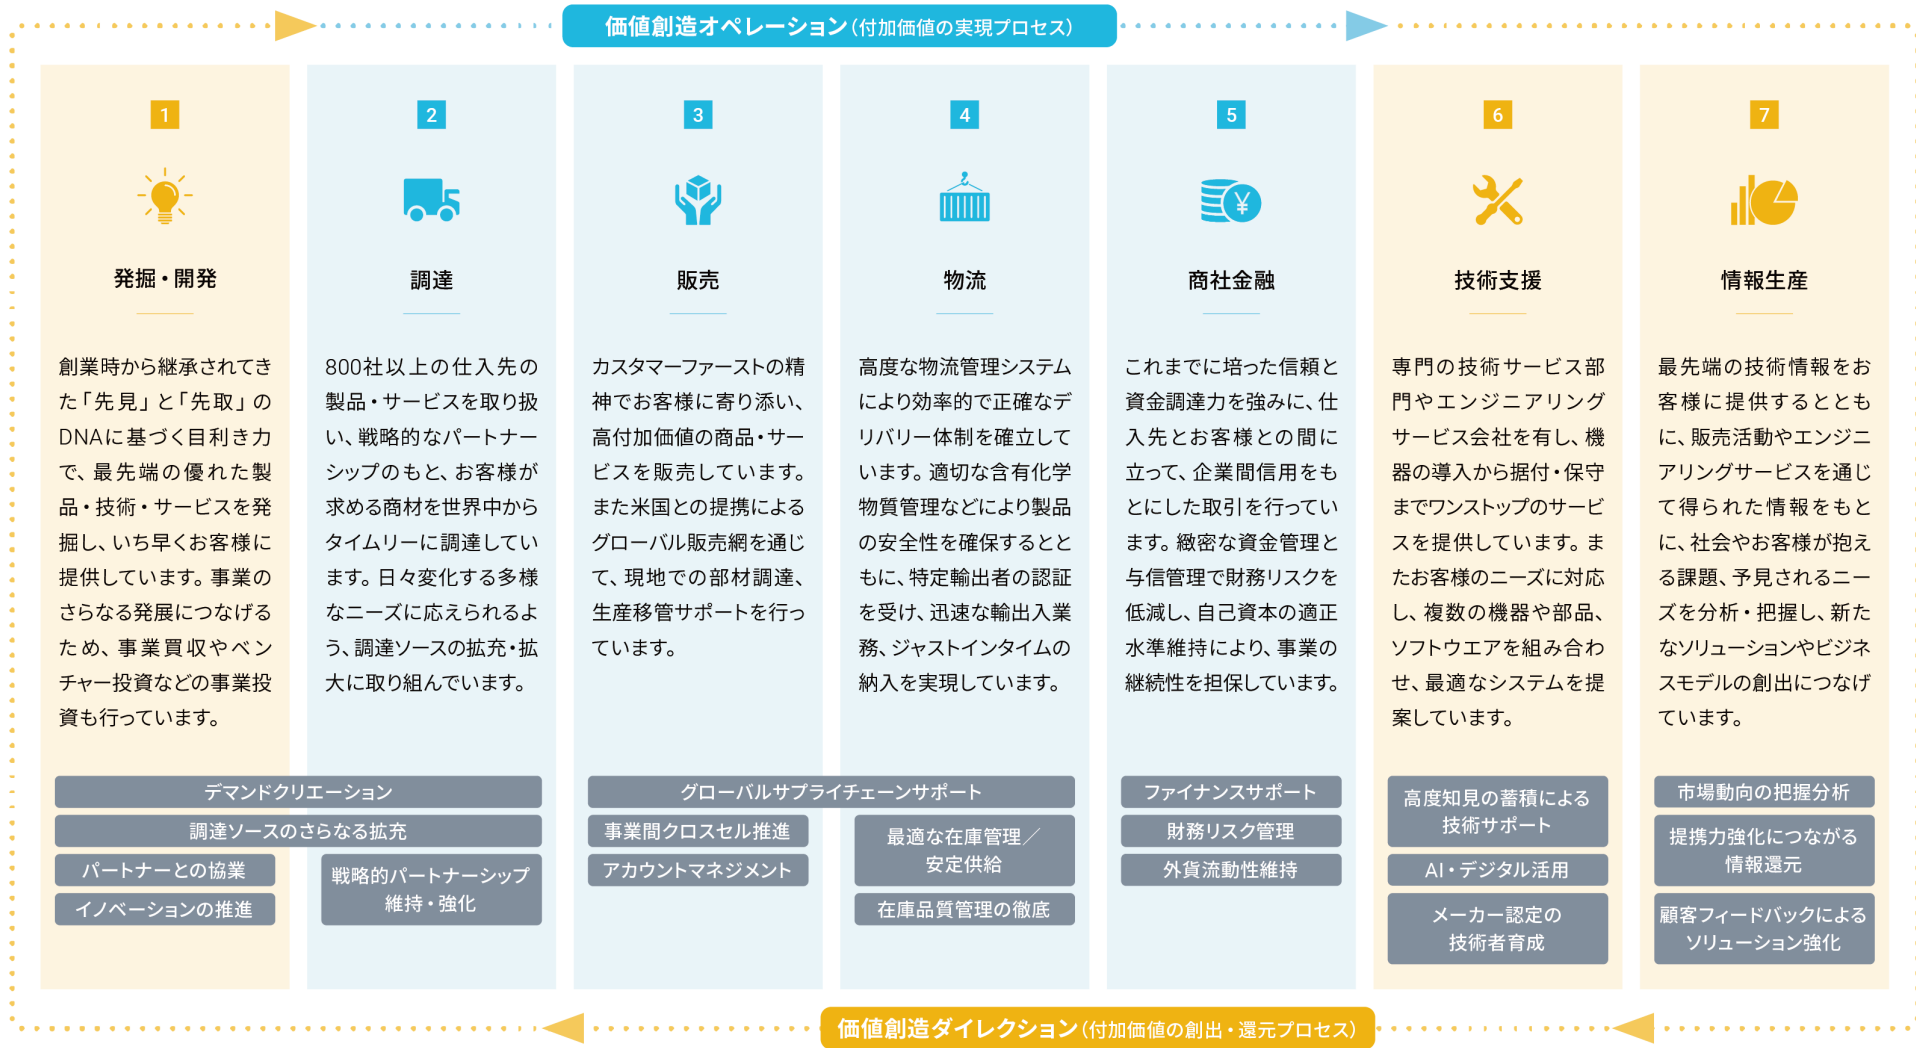 価値創造オペレーション（付加価値の実現プロセス）
1
発掘・開発
創業時から継承されてき
た「先見」と「先取」の
DNAに基づく目利き力
で、最先端の優れた製
品・技術・サービスを発
掘し、いち早くお客様に
提供しています。事業の
さらなる発展につなげる
ため、事業買収やベン
チャー投資などの事業投
資も行っています。
2
調達
800社以上の仕入先の
製品・サービスを取り扱
い、戦略的なパートナー
シップのもと、お客様が
求める商材を世界中から
タイムリーに調達してい
ます。日々変化する多様
なニーズに応えられるよ
う、調達ソースの拡充・拡
大に取り組んでいます。
3
販売
カスタマーファーストの精
神でお客様に寄り添い、
高付加価値の商品・サー
ビスを販売しています。
また米国との提携による
グローバル販売網を通じ
て、現地での部材調達、
生産移管サポートを行っ
ています。
4
物流
高度な物流管理システム
により効率的で正確なデ
リバリー体制を確立して
います。適切な含有化学
物質管理などにより製品
の安全性を確保するとと
もに、特定輸出者の認証
を受け、迅速な輸出入業
務、ジャストインタイムの
納入を実現しています。
5
¥
商社金融
これまでに培った信頼と
資金調達力を強みに、仕
入先とお客様との間に
立って、企業間信用をも
とにした取引を行ってい
ます。緻密な資金管理と
与信管理で財務リスクを
低減し、自己資本の適正
水準維持により、事業の
継続性を担保しています。
6
技術支援
専門の技術サービス部
門やエンジニアリング
サービス会社を有し、機
器の導入から据付・保守
までワンストップのサービ
スを提供しています。ま
たお客様のニーズに対応
し、複数の機器や部品、
ソフトウエアを組み合わ
せ、最適なシステムを提
案しています。
7
情報生産
最先端の技術情報をお
客様に提供するととも
に、販売活動やエンジニ
アリングサービスを通じ
て得られた情報をもと
に、社会やお客様が抱え
る課題、予見されるニー
ズを分析・把握し、新た
なソリューションやビジネ
スモデルの創出につなげ
ています。
デマンドクリエーション
調達ソースのさらなる拡充
パートナーとの協業
イノベーションの推進
戦略的パートナーシップ
維持・強化
グローバルサプライチェーンサポート
事業間クロスセル推進
アカウントマネジメント
最適な在庫管理／
安定供給
在庫品質管理の徹底
ファイナンスサポート
財務リスク管理
外貨流動性維持
高度知見の蓄積による
技術サポート
AI・デジタル活用
メーカー認定の
技術者育成
市場動向の把握分析
提携力強化につながる
情報還元
顧客フィードバックによる
ソリューション強化
価値創造ダイレクション（付加価値の創出・還元プロセス）